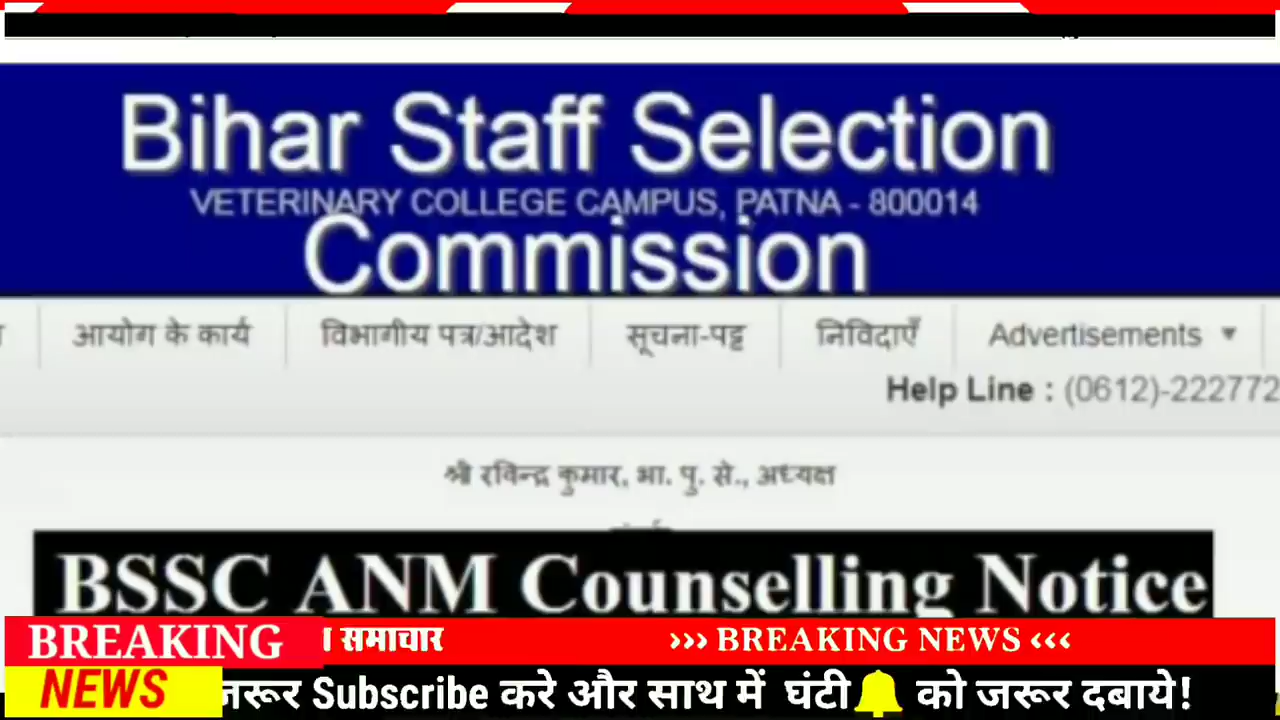 Bihar Staff Selection
VETERINARY COLLEGE CAMPUS, PATNA - 800014
Commission
आयोग के कार्य विभागीय पत्र/आदेश सूचना-पट्ट निविदाएँ Advertisements ▼
Help Line : (0612)-222772
श्री रविन्द्र कुमार, भा. पु. से., अध्यक्ष
BSSC ANM Counselling Notice
BREAKING समाचार ››› BREAKING NEWS ‹‹‹
NEWS जरूर Subscribe करे और साथ में घंटी🔔 को जरूर दबाये!